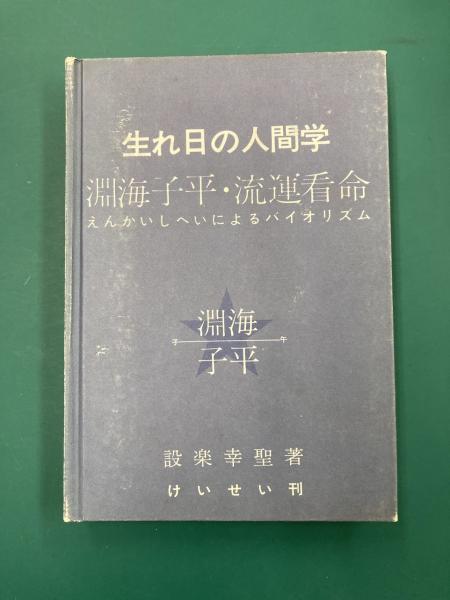 生れ日の人間学
淵海子平・流運看命
えんかいしへいによるバイオリズム
淵海
子 午
子平
設楽幸聖著
けいせい刊